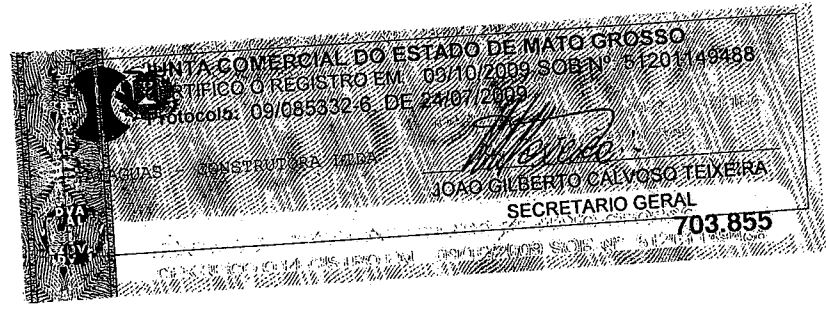 JUNTA COMERCIAL DO ESTADO DE MATO GROSSO
CERTIFICO O REGISTRO EM: 09/10/2009 SOB Nº 51201149488
Protocolo: 09/085332-6, DE 24/07/2009
AGUAS - CONSTRUTORA LTDA
JOAO GILBERTO CALVOSO TEIXEIRA
SECRETARIO GERAL
703.855